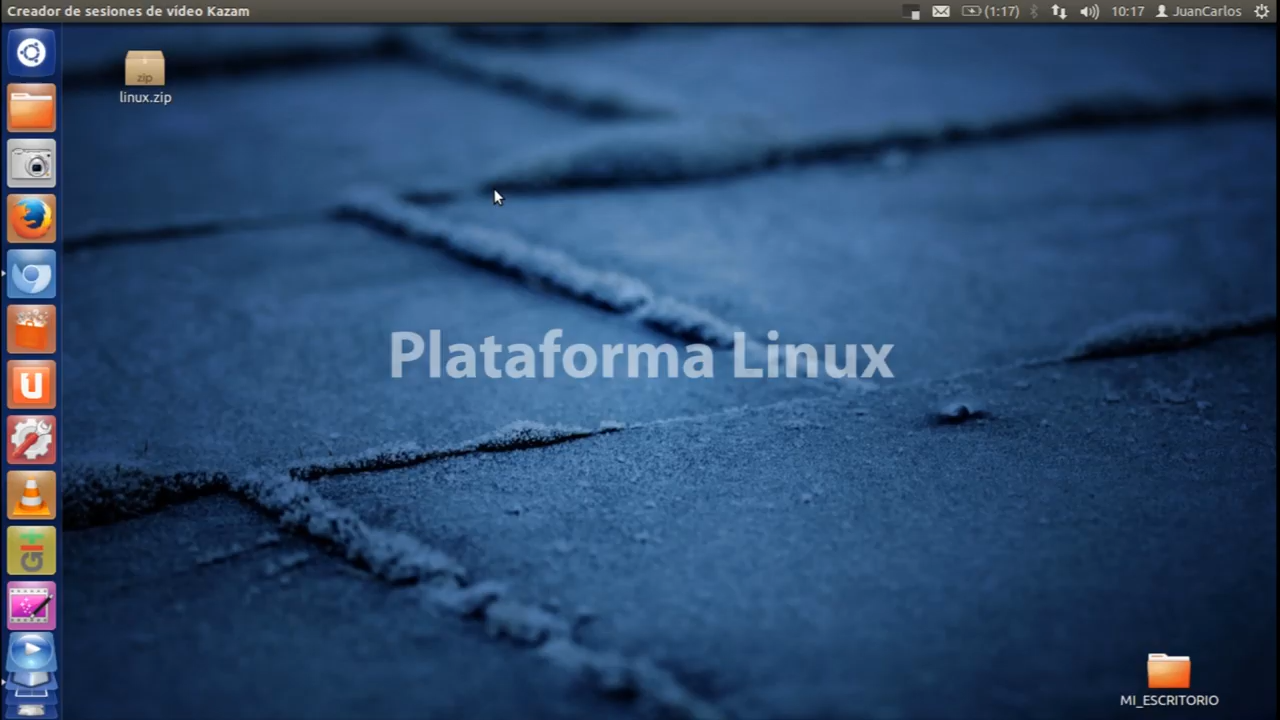 Creador de sesiones de vídeo Kazam
(1:17) 10:17 JuanCarlos
zip
linux.zip
Plataforma Linux
MI_ESCRITORIO